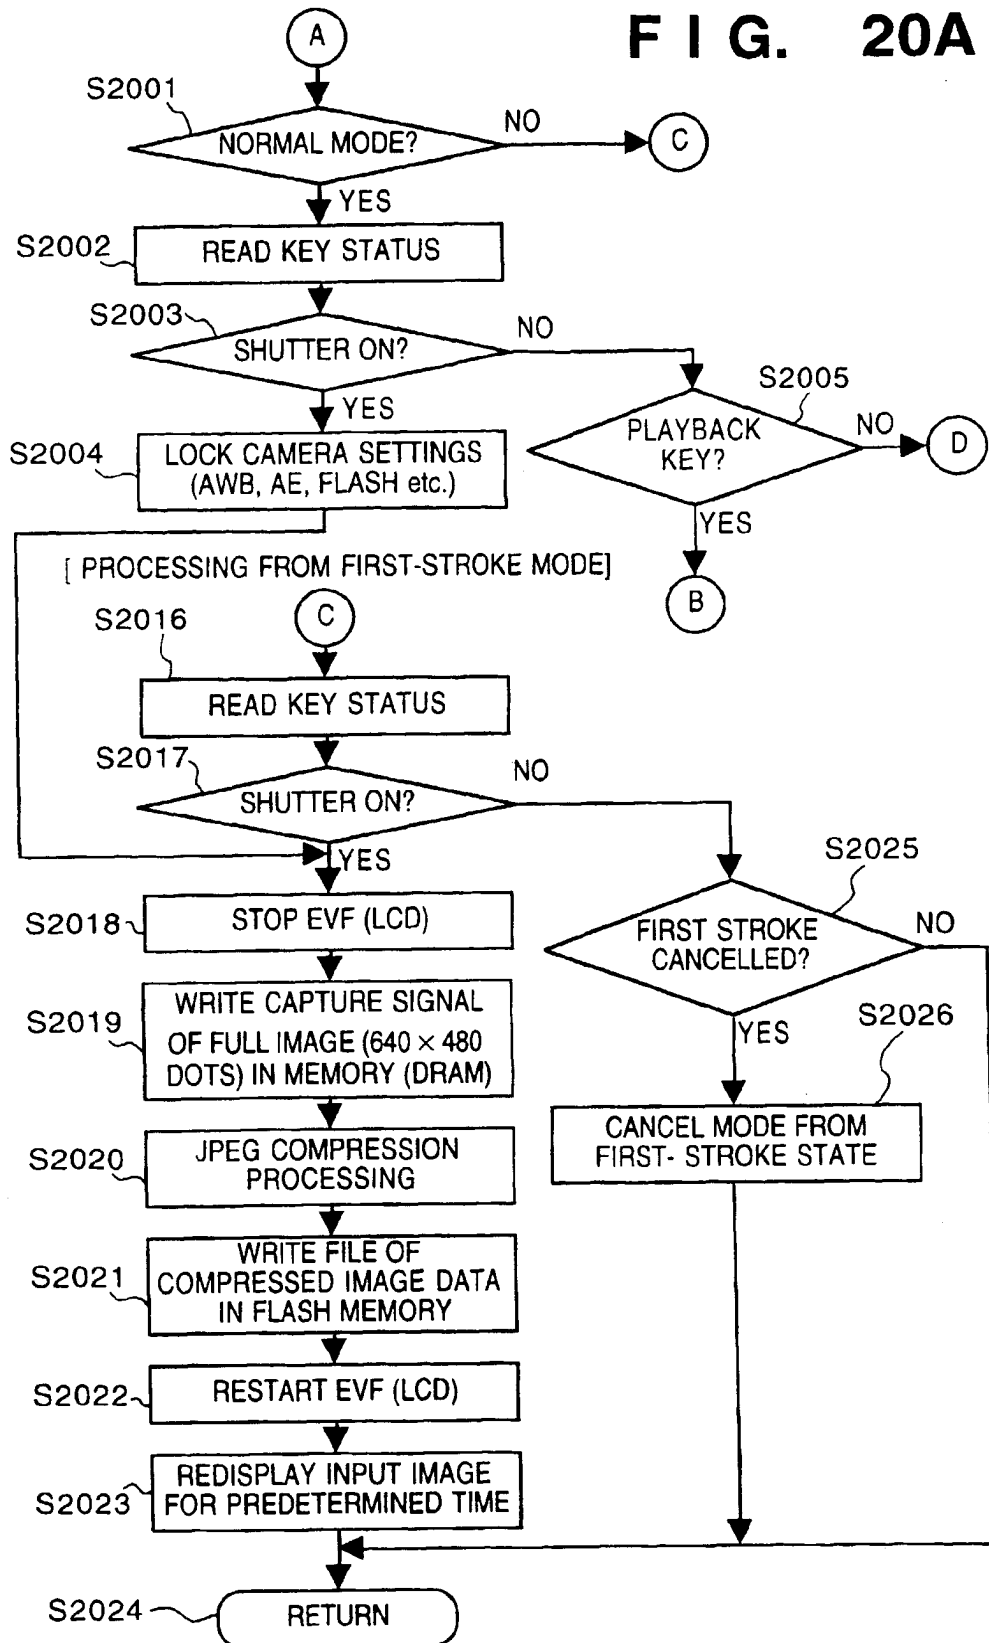 FIG. 20A
A
S2001
NORMAL MODE?
NO
C
YES
S2002
READ KEY STATUS
S2003
SHUTTER ON?
NO
YES
S2004
LOCK CAMERA SETTINGS
(AWB, AE, FLASH etc.)
S2005
PLAYBACK
KEY?
NO
D
YES
B
[ PROCESSING FROM FIRST-STROKE MODE]
C
S2016
READ KEY STATUS
S2017
SHUTTER ON?
NO
YES
S2018
STOP EVF (LCD)
S2019
WRITE CAPTURE SIGNAL
OF FULL IMAGE (640 × 480
DOTS) IN MEMORY (DRAM)
S2020
JPEG COMPRESSION
PROCESSING
S2021
WRITE FILE OF
COMPRESSED IMAGE DATA
IN FLASH MEMORY
S2022
RESTART EVF (LCD)
S2023
REDISPLAY INPUT IMAGE
FOR PREDETERMINED TIME
S2025
FIRST STROKE
CANCELLED?
NO
YES
S2026
CANCEL MODE FROM
FIRST- STROKE STATE
S2024
RETURN